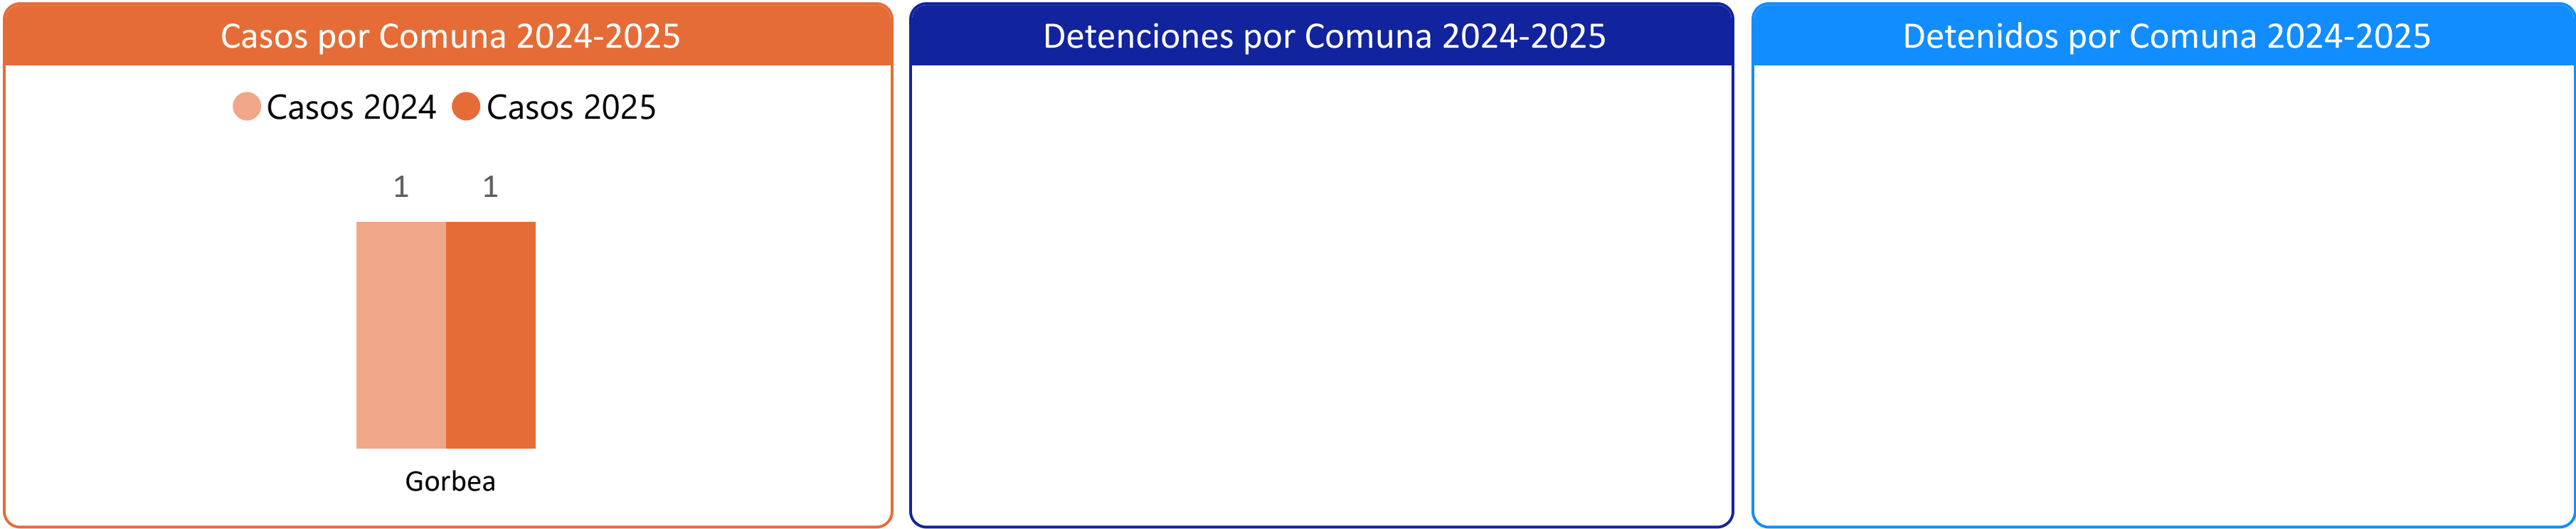 Casos por Comuna 2024-2025
Casos 2024 Casos 2025
1 1
Gorbea
Detenciones por Comuna 2024-2025
Detenidos por Comuna 2024-2025